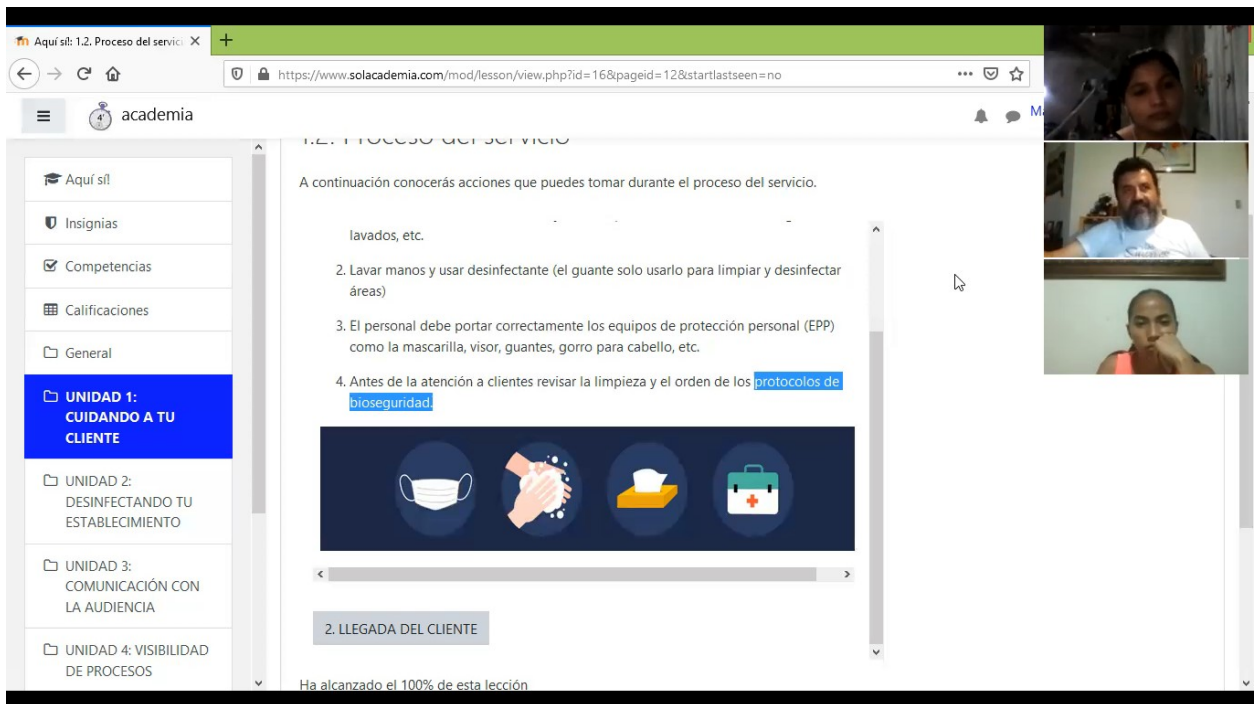 Aquí sí!: 1.2. Proceso del servici
https://www.solacademia.com/mod/lesson/view.php?id=16&pageid=12&startlastseen=no
academia
Aquí sí!
Insignias
Competencias
Calificaciones
General
UNIDAD 1:
CUIDANDO A TU
CLIENTE
UNIDAD 2:
DESINFECTANDO TU
ESTABLECIMIENTO
UNIDAD 3:
COMUNICACIÓN CON
LA AUDIENCIA
UNIDAD 4: VISIBILIDAD
DE PROCESOS
1.2. Proceso del servicio
A continuación conocerás acciones que puedes tomar durante el proceso del servicio.
lavados, etc.
2. Lavar manos y usar desinfectante (el guante solo usarlo para limpiar y desinfectar
áreas)
3. El personal debe portar correctamente los equipos de protección personal (EPP)
como la mascarilla, visor, guantes, gorro para cabello, etc.
4. Antes de la atención a clientes revisar la limpieza y el orden de los protocolos de
bioseguridad.
2. LLEGADA DEL CLIENTE
Ha alcanzado el 100% de esta lección